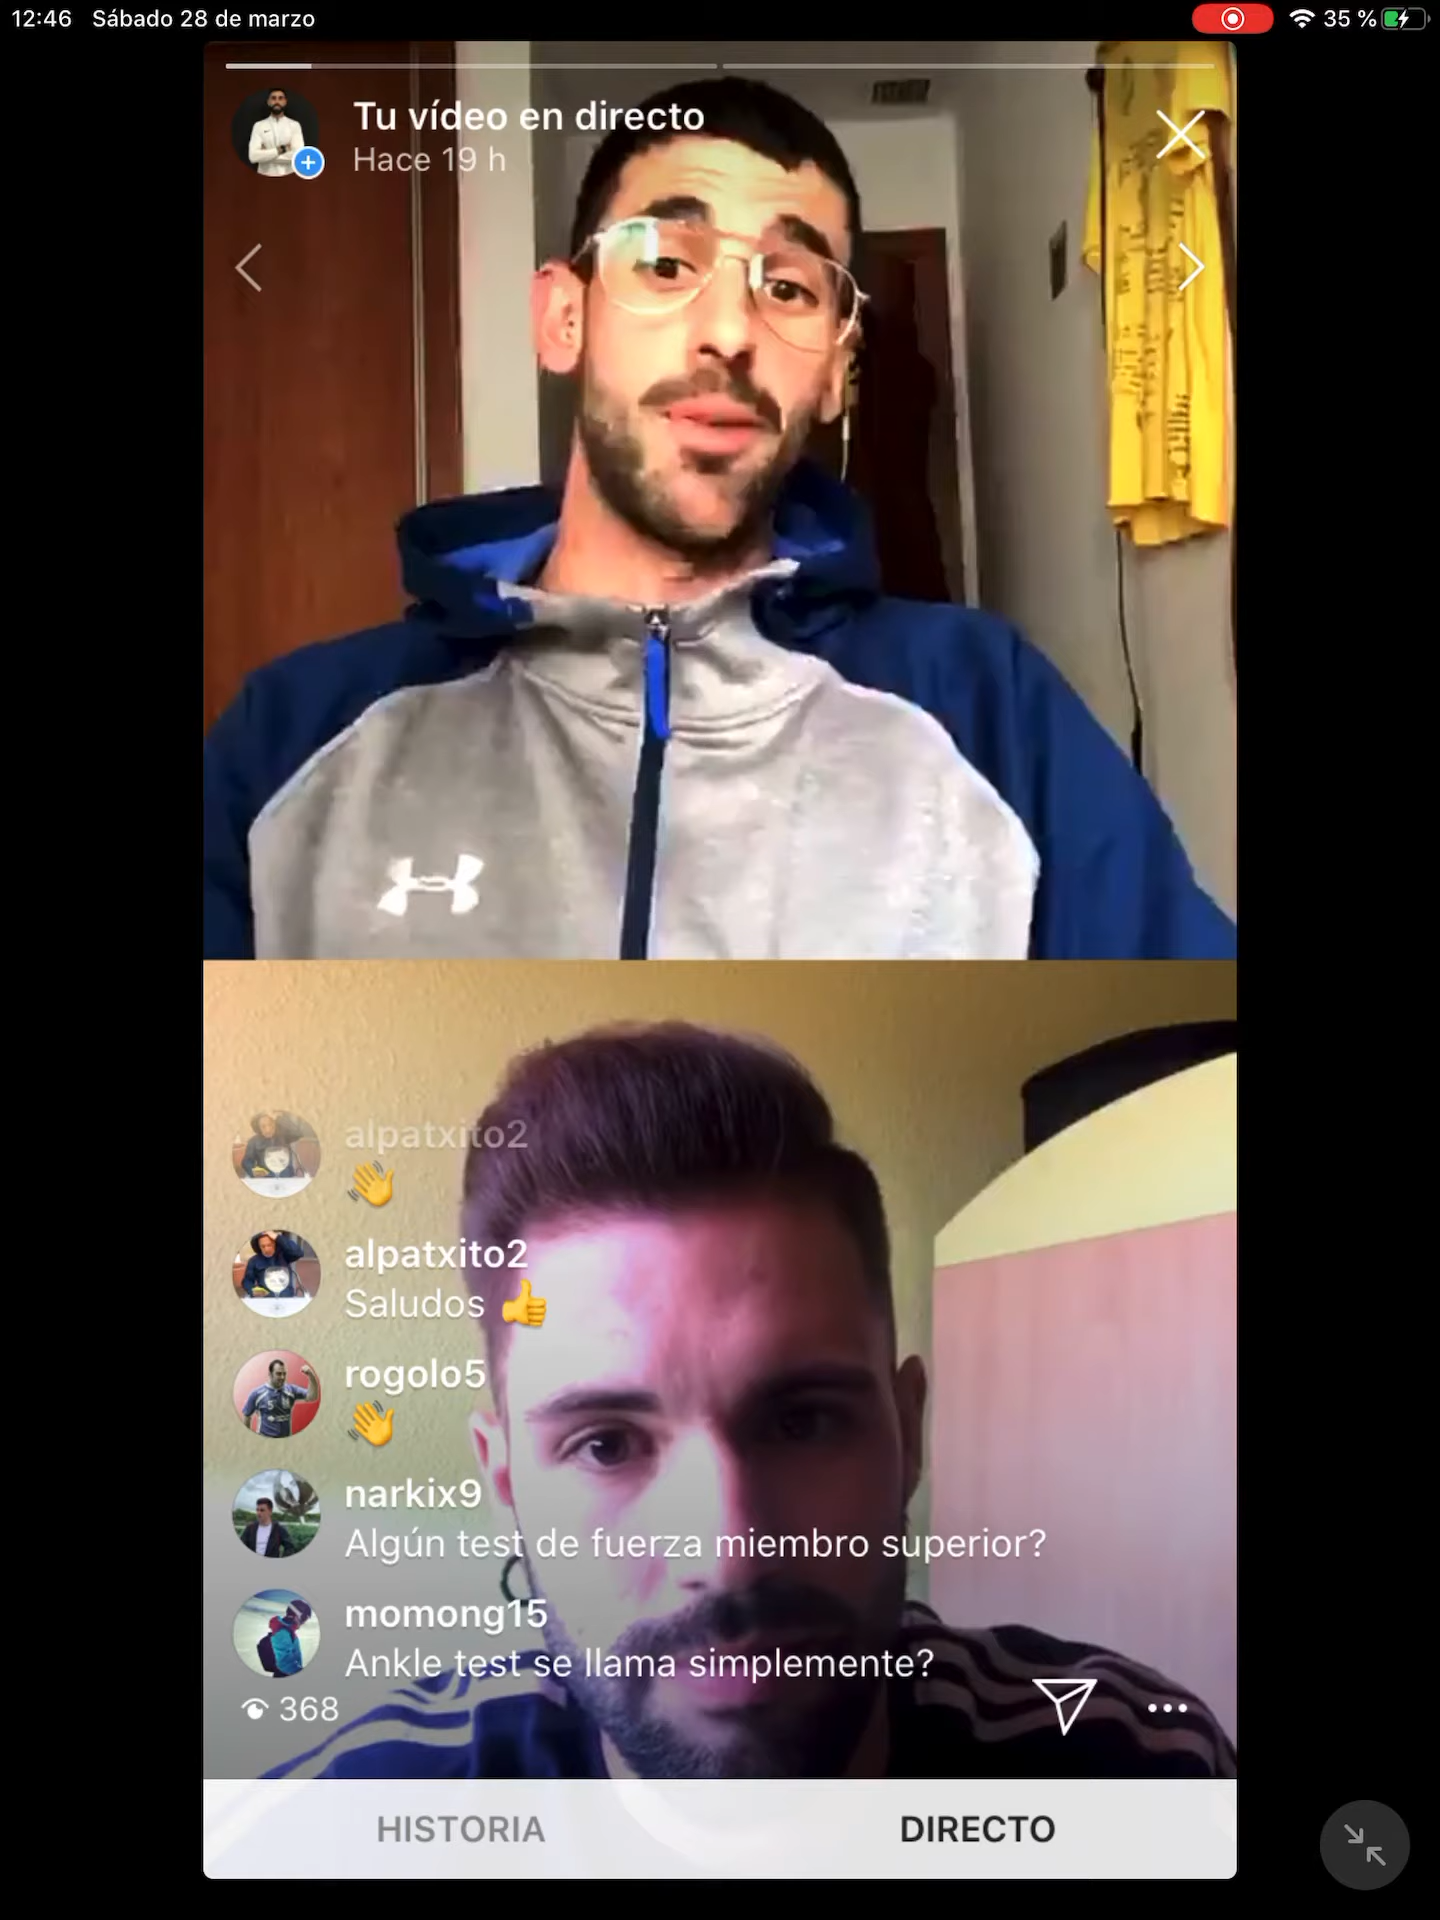 12:46 Sábado 28 de marzo
35 %
Tu vídeo en directo
Hace 19 h
alpatxito2
👋
alpatxito2
Saludos 👍
rogolo5
👋
narkix9
Algún test de fuerza miembro superior?
momong15
Ankle test se llama simplemente?
368
HISTORIA
DIRECTO